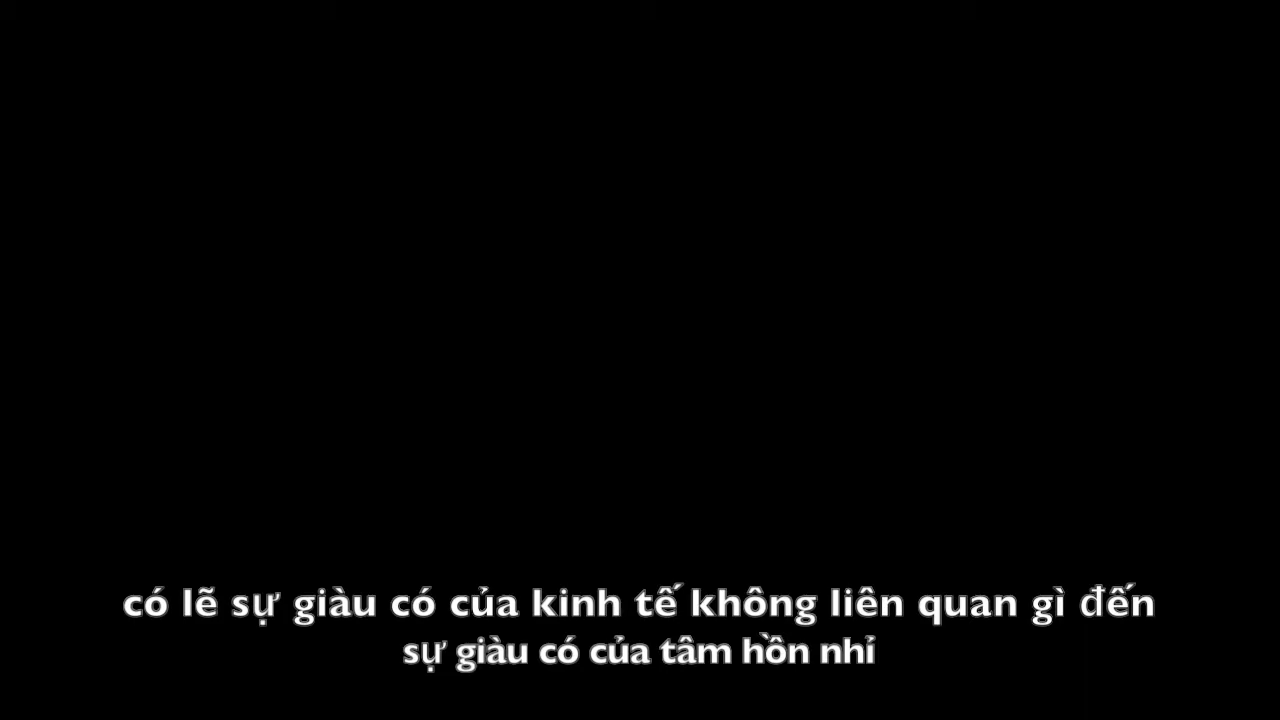 có lẽ sự giàu có của kinh tế không liên quan gì đến
sự giàu có của tâm hồn nhỉ